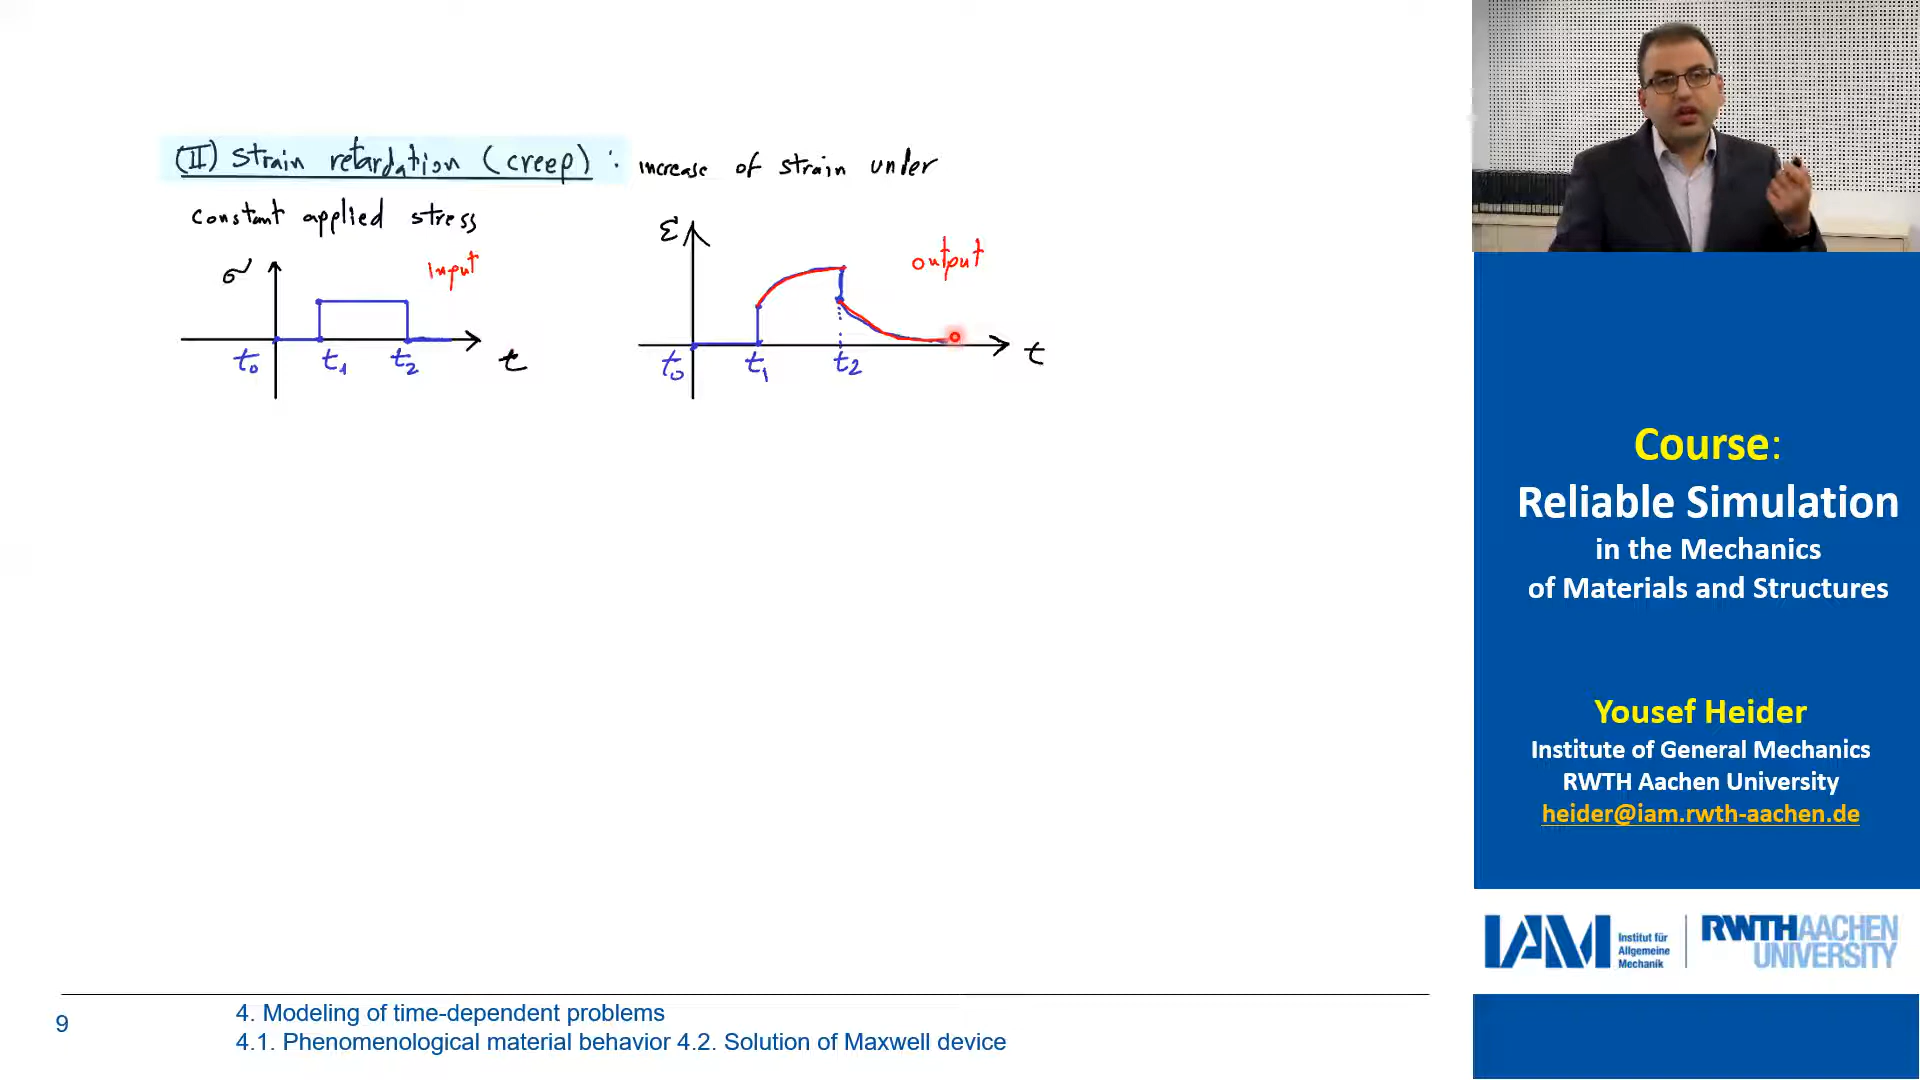 (II) Strain retardation (creep) : increase of strain under
constant applied stress
σ
input
t₀
t₁
t₂
t
ε
output
t₀
t₁
t₂
t
Course:
Reliable Simulation
in the Mechanics
of Materials and Structures
Yousef Heider
Institute of General Mechanics
RWTH Aachen University
heider@iam.rwth-aachen.de
IAM
Institut für
Allgemeine
Mechanik
RWTH AACHEN
UNIVERSITY
9
4. Modeling of time-dependent problems
4.1. Phenomenological material behavior 4.2. Solution of Maxwell device